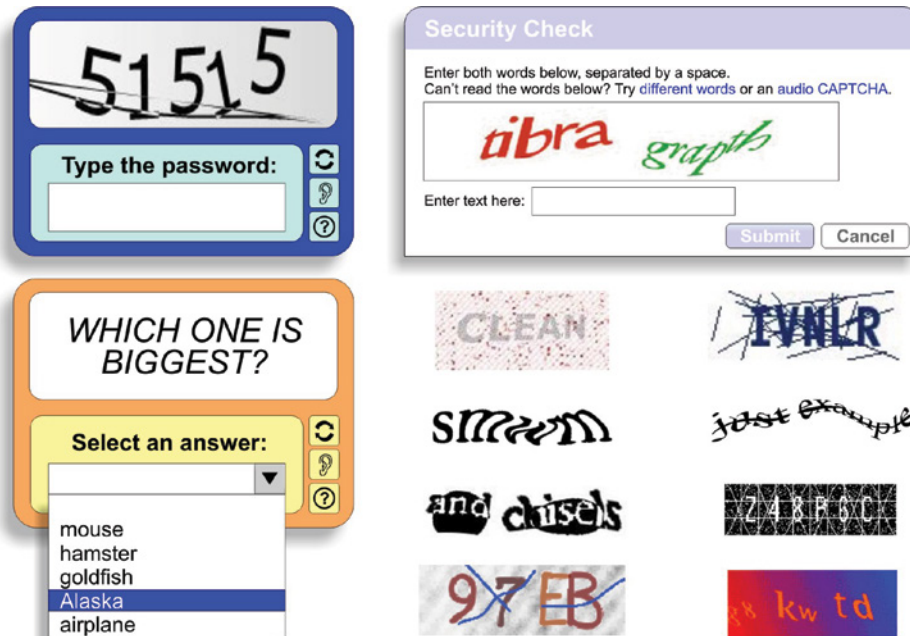 51515
Type the password:
Security Check
Enter both words below, separated by a space.
Can't read the words below? Try different words or an audio CAPTCHA.
tibra grapth
Enter text here:
Submit Cancel
WHICH ONE IS
BIGGEST?
Select an answer:
mouse
hamster
goldfish
Alaska
airplane
CLEAN
IVNLR
smwm
just example
and chisels
97EB
kw td